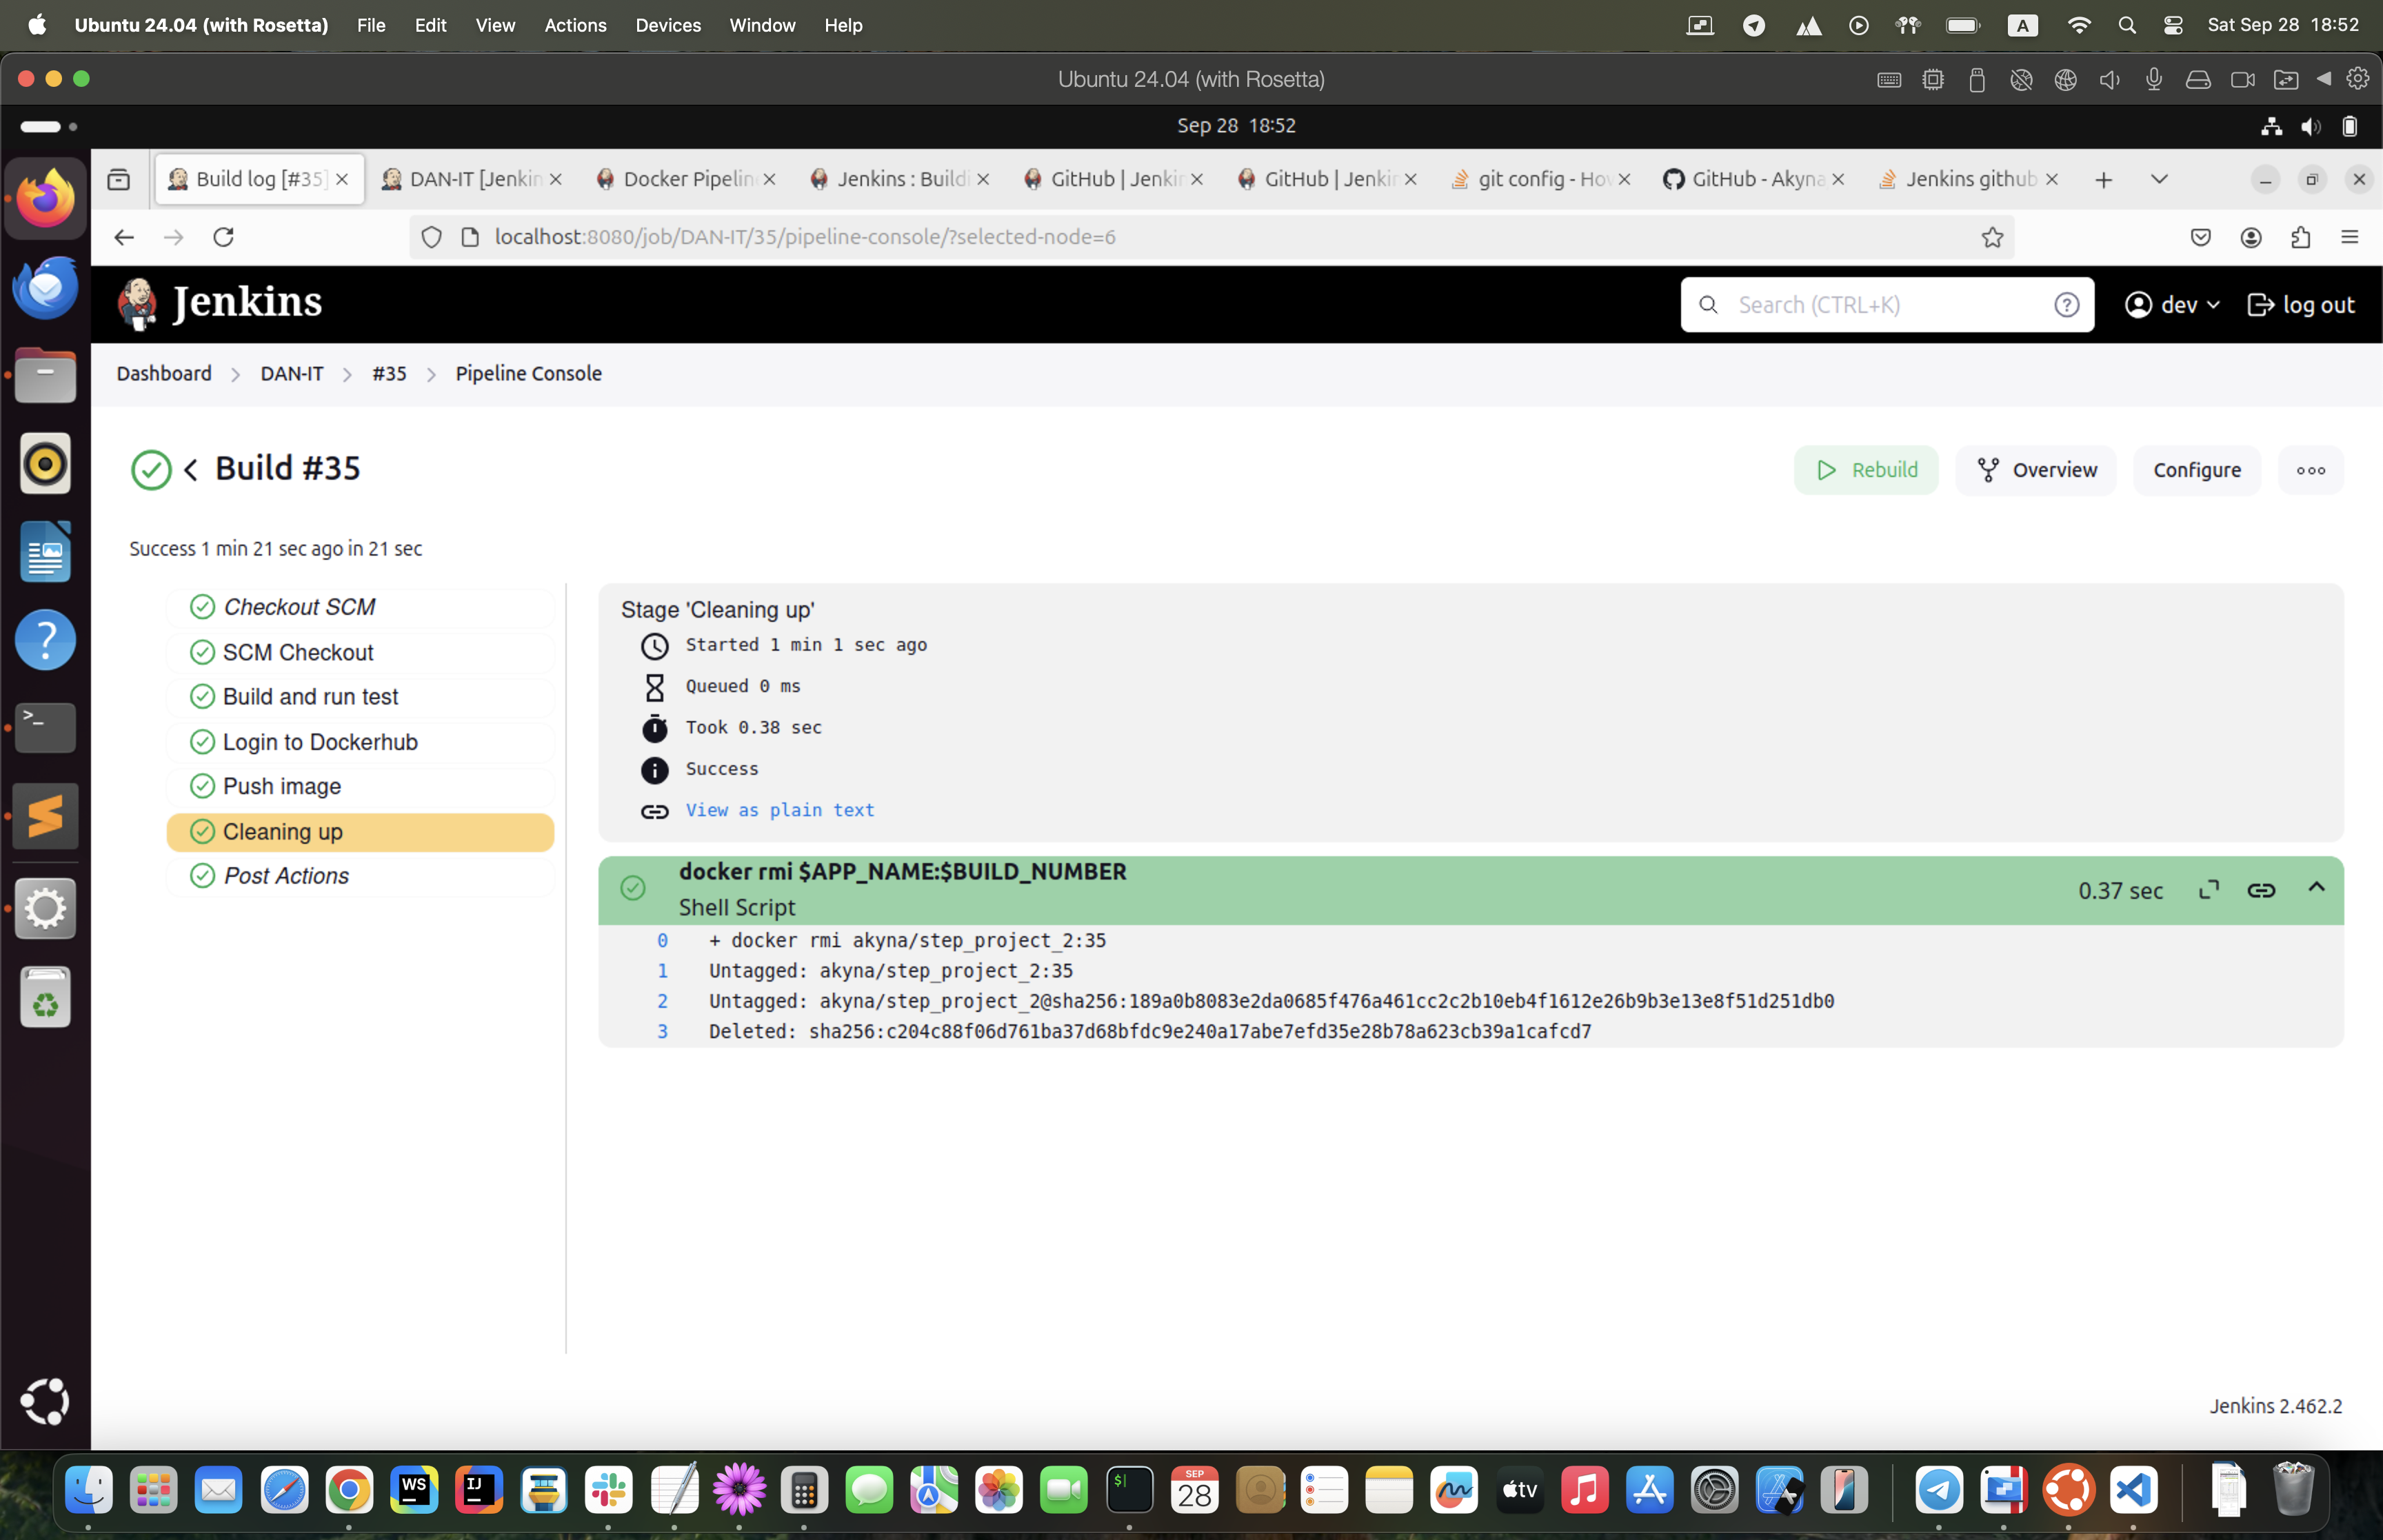 Ubuntu 24.04 (with Rosetta) File Edit View Actions Devices Window Help A Sat Sep 28 18:52
Ubuntu 24.04 (with Rosetta)
Sep 28 18:52
Build log [#35] DAN-IT [Jenkin Docker Pipelin Jenkins : Buildi GitHub | Jenkin GitHub | Jenkin git config - How GitHub - Akyna Jenkins github
localhost:8080/job/DAN-IT/35/pipeline-console/?selected-node=6
Jenkins Search (CTRL+K) dev log out
Dashboard DAN-IT #35 Pipeline Console
Build #35 Rebuild Overview Configure
Success 1 min 21 sec ago in 21 sec
Checkout SCM
SCM Checkout
Build and run test
Login to Dockerhub
Push image
Cleaning up
Post Actions
Stage 'Cleaning up'
Started 1 min 1 sec ago
Queued 0 ms
Took 0.38 sec
Success
View as plain text
docker rmi $APP_NAME:$BUILD_NUMBER
Shell Script
0.37 sec
0 + docker rmi akyna/step_project_2:35
1 Untagged: akyna/step_project_2:35
2 Untagged: akyna/step_project_2@sha256:189a0b8083e2da0685f476a461cc2c2b10eb4f1612e26b9b3e13e8f51d251db0
3 Deleted: sha256:c204c88f06d761ba37d68bfdc9e240a17abe7efd35e28b78a623cb39a1cafcd7
Jenkins 2.462.2
WS IJ $ SEP 28 tv